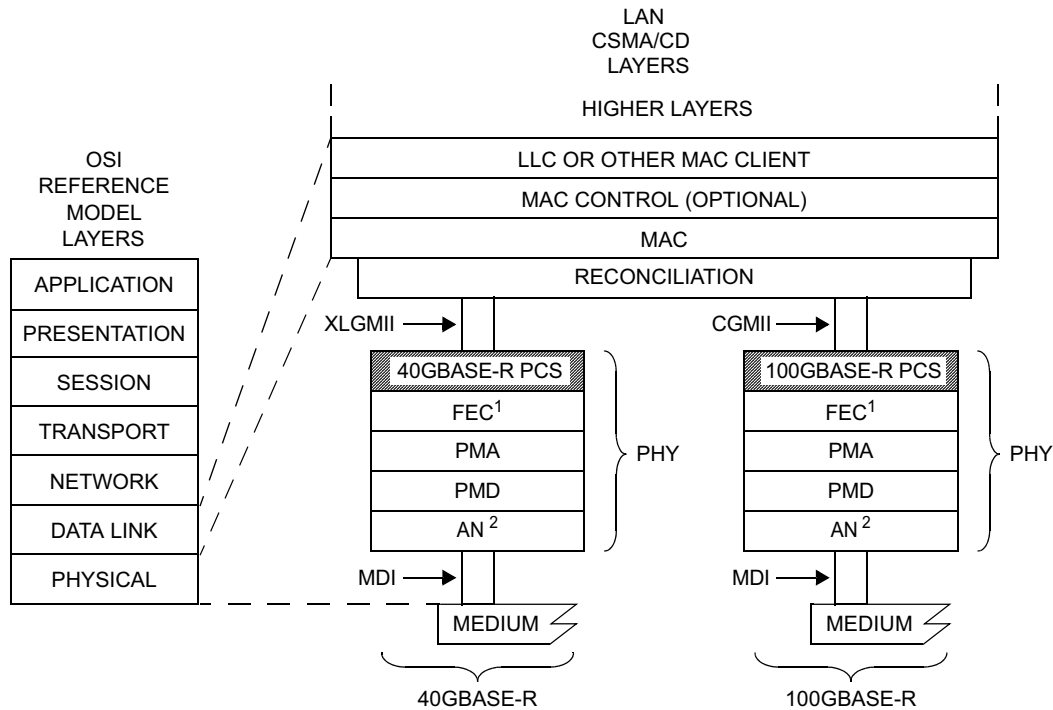 LAN
CSMA/CD
LAYERS
HIGHER LAYERS
LLC OR OTHER MAC CLIENT
MAC CONTROL (OPTIONAL)
MAC
RECONCILIATION
OSI
REFERENCE
MODEL
LAYERS
APPLICATION
PRESENTATION
SESSION
TRANSPORT
NETWORK
DATA LINK
PHYSICAL
XLGMII
40GBASE-R PCS
FEC1
PMA
PMD
AN 2
PHY
MDI
MEDIUM
40GBASE-R
CGMII
100GBASE-R PCS
FEC1
PMA
PMD
AN 2
PHY
MDI
MEDIUM
100GBASE-R